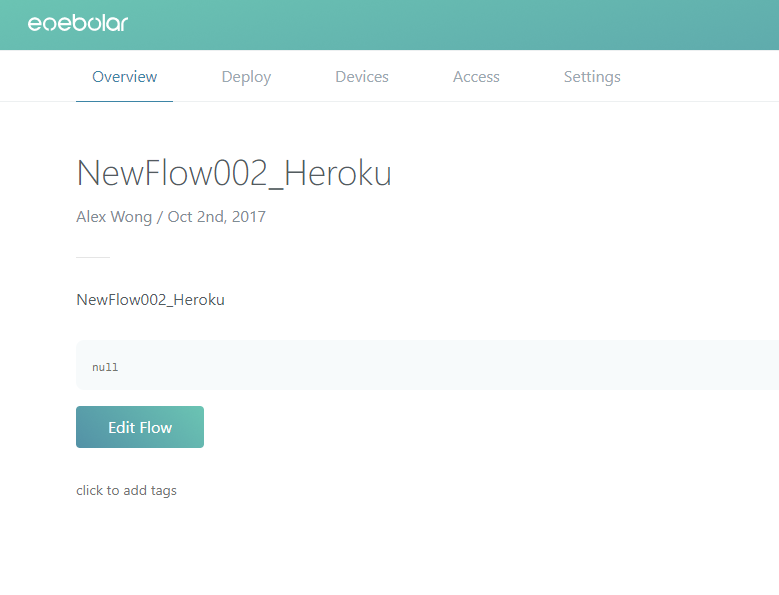 eoebolar
Overview Deploy Devices Access Settings
NewFlow002_Heroku
Alex Wong / Oct 2nd, 2017
NewFlow002_Heroku
null
Edit Flow
click to add tags